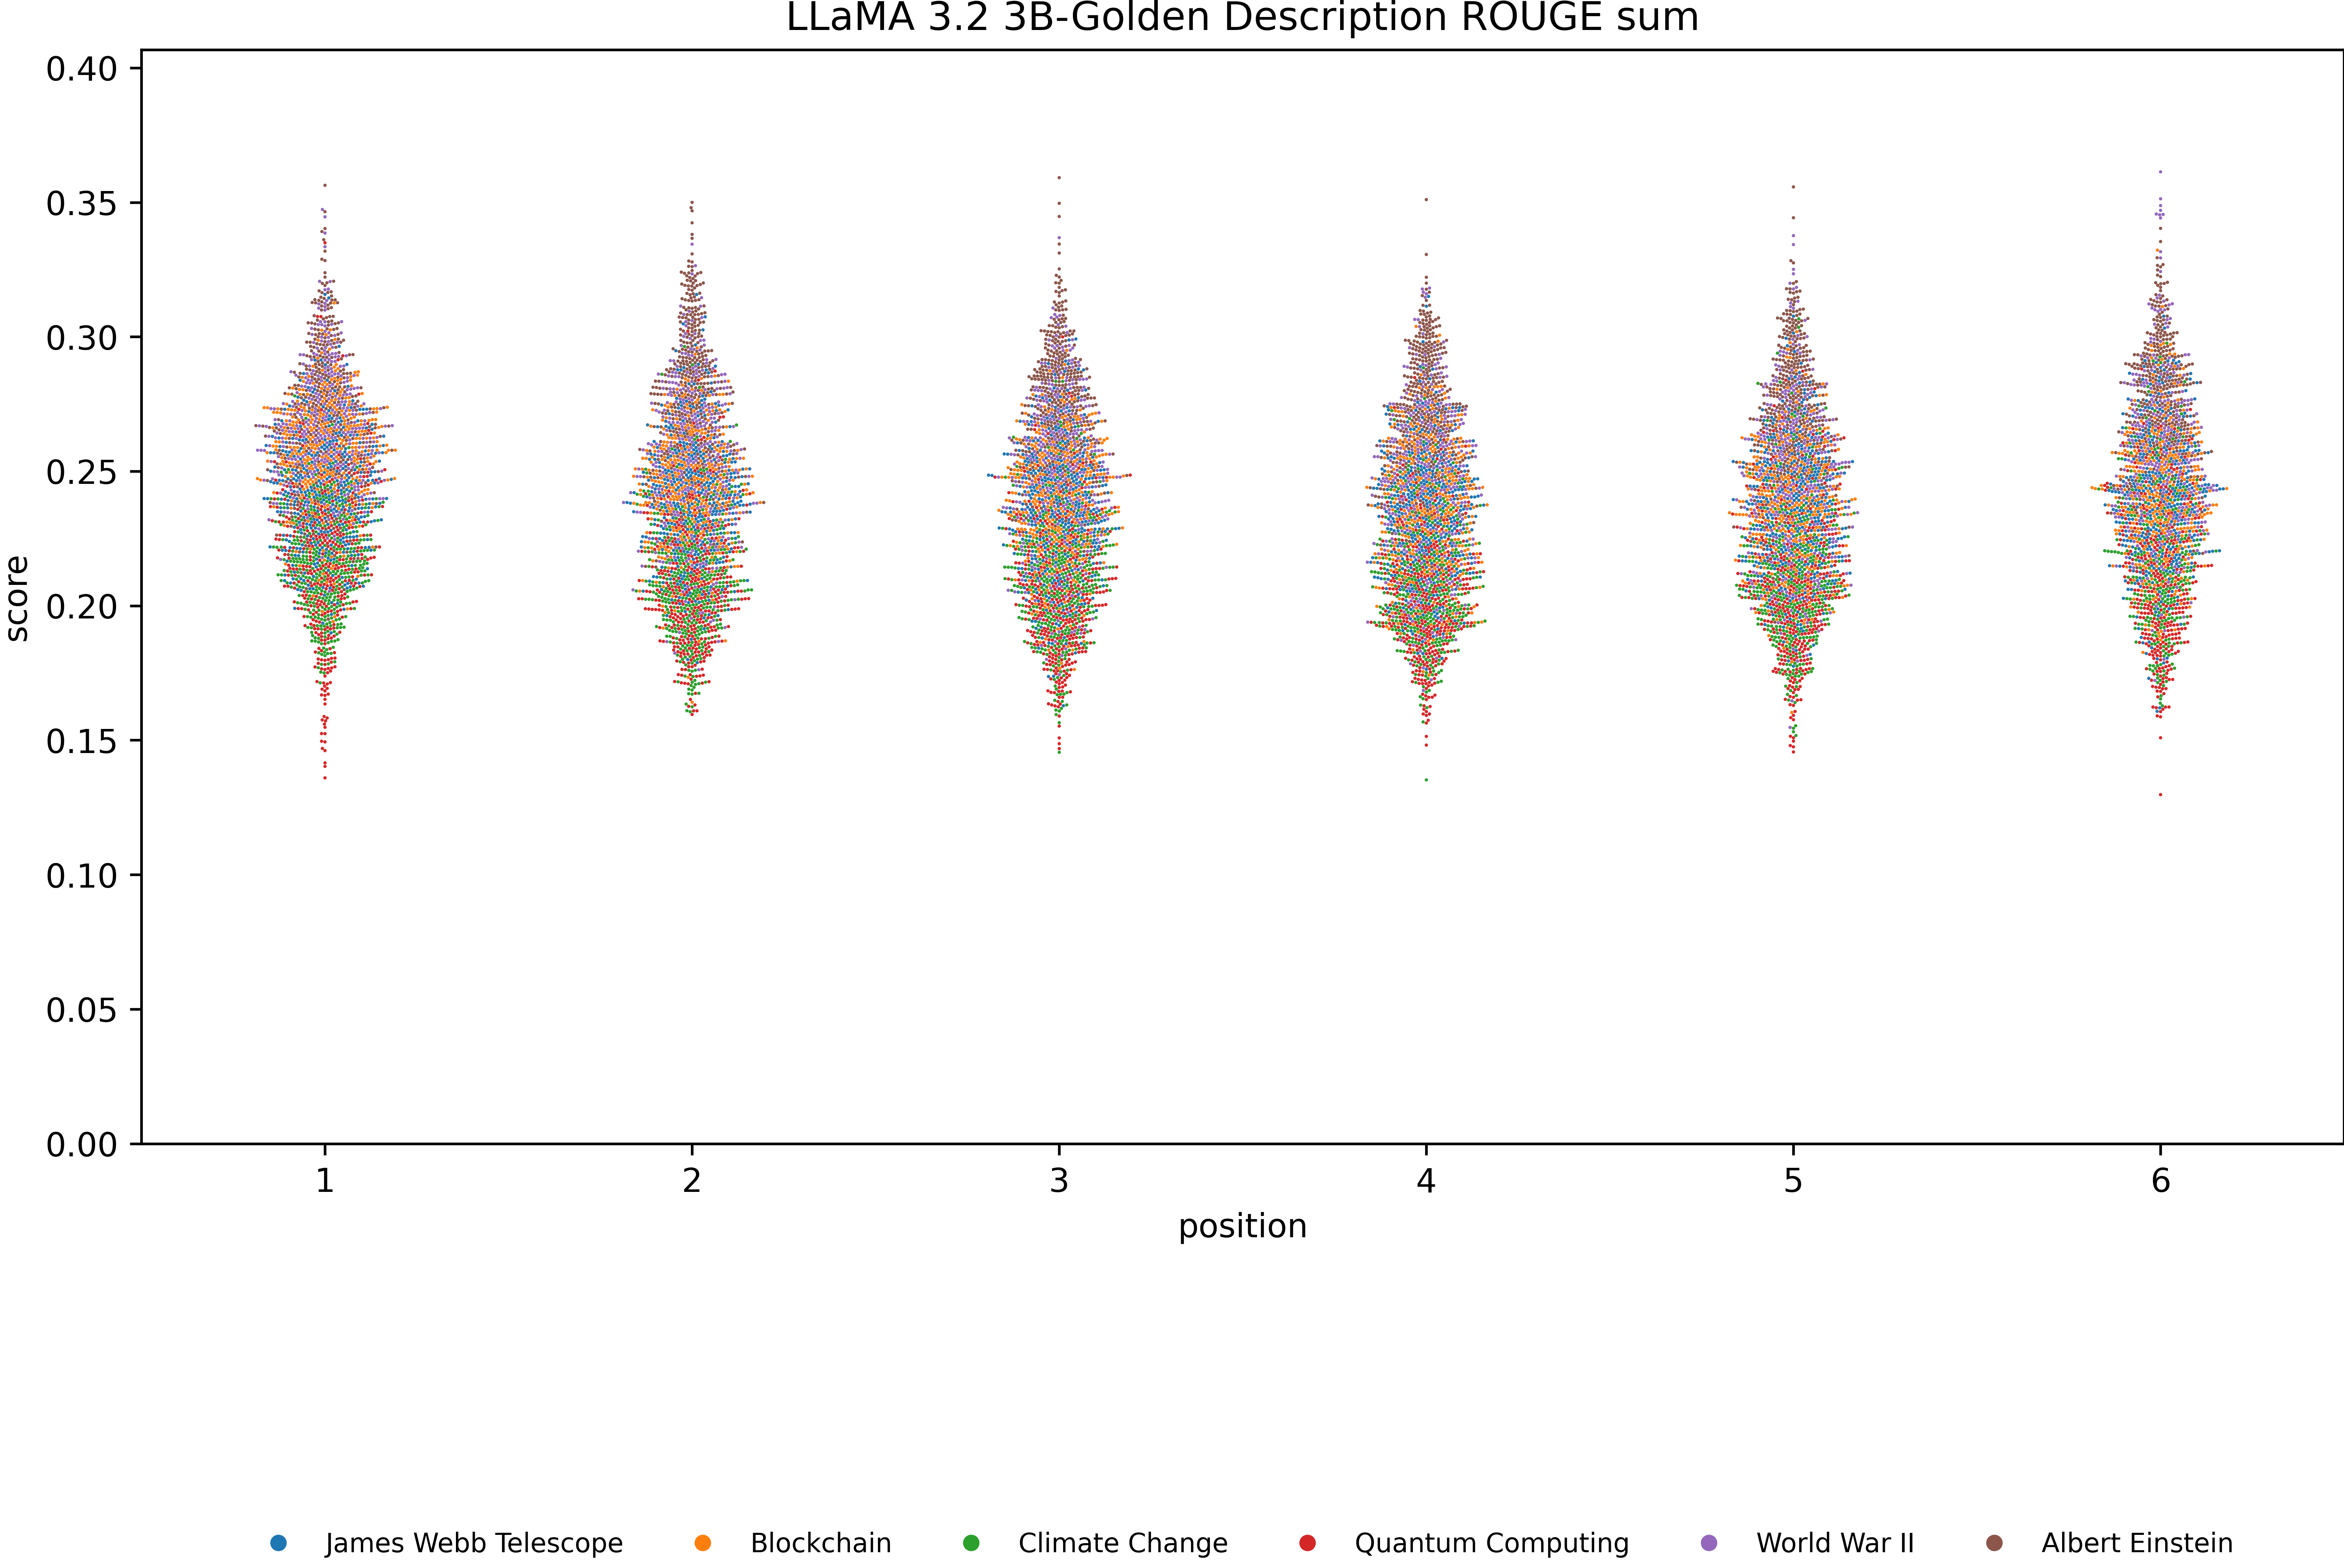 LLaMA 3.2 3B-Golden Description ROUGE sum
0.40
0.35
0.30
0.25
0.20
0.15
0.10
0.05
0.00
score
1 2 3 4 5 6
position
James Webb Telescope Blockchain Climate Change Quantum Computing World War II Albert Einstein